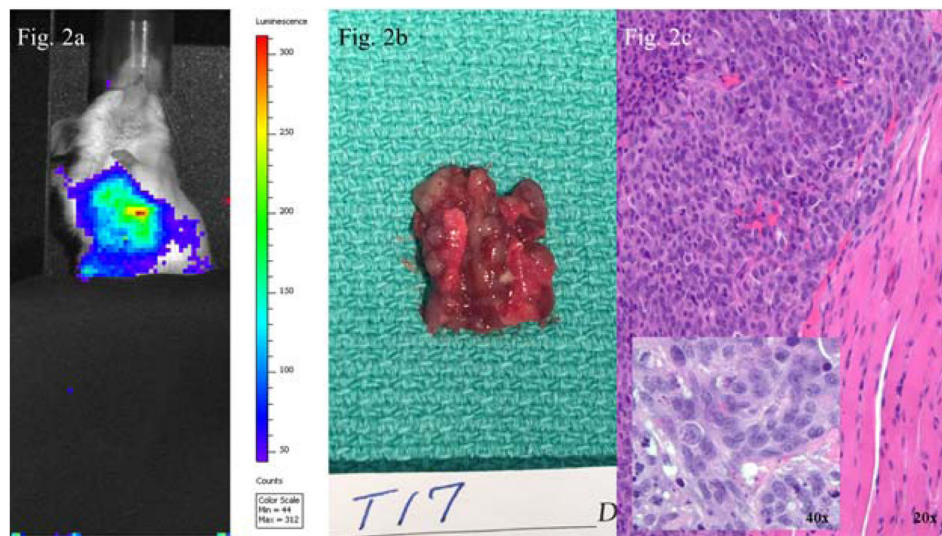 Fig. 2a
Luminescence
300
250
200
150
100
50
Counts
Color Scale
Min = 44
Max = 312
Fig. 2b
T17
D
Fig. 2c
40x
20x